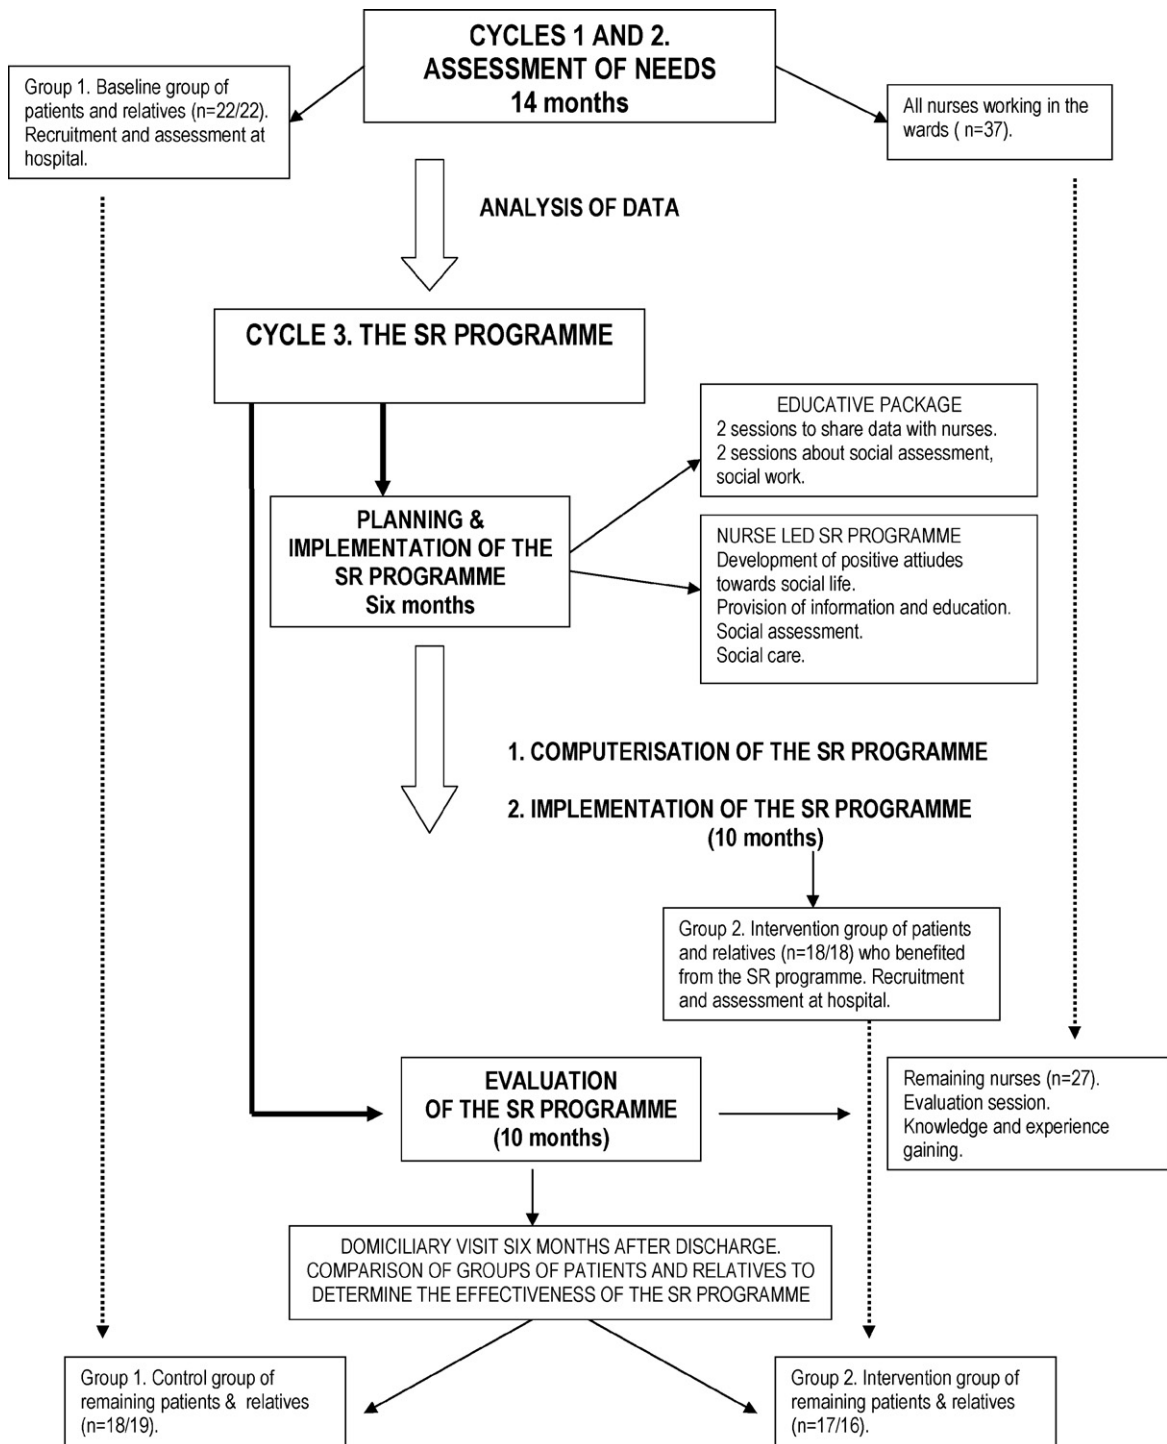 CYCLES 1 AND 2.
ASSESSMENT OF NEEDS
14 months
Group 1. Baseline group of
patients and relatives (n=22/22).
Recruitment and assessment at
hospital.
All nurses working in the
wards ( n=37).
ANALYSIS OF DATA
CYCLE 3. THE SR PROGRAMME
EDUCATIVE PACKAGE
2 sessions to share data with nurses.
2 sessions about social assessment,
social work.
PLANNING &
IMPLEMENTATION OF THE
SR PROGRAMME
Six months
NURSE LED SR PROGRAMME
Development of positive attiudes
towards social life.
Provision of information and education.
Social assessment.
Social care.
1. COMPUTERISATION OF THE SR PROGRAMME
2. IMPLEMENTATION OF THE SR PROGRAMME
(10 months)
Group 2. Intervention group of patients
and relatives (n=18/18) who benefited
from the SR programme. Recruitment
and assessment at hospital.
EVALUATION
OF THE SR PROGRAMME
(10 months)
Remaining nurses (n=27).
Evaluation session.
Knowledge and experience
gaining.
DOMICILIARY VISIT SIX MONTHS AFTER DISCHARGE.
COMPARISON OF GROUPS OF PATIENTS AND RELATIVES TO
DETERMINE THE EFFECTIVENESS OF THE SR PROGRAMME
Group 1. Control group of
remaining patients & relatives
(n=18/19).
Group 2. Intervention group of
remaining patients & relatives
(n=17/16).